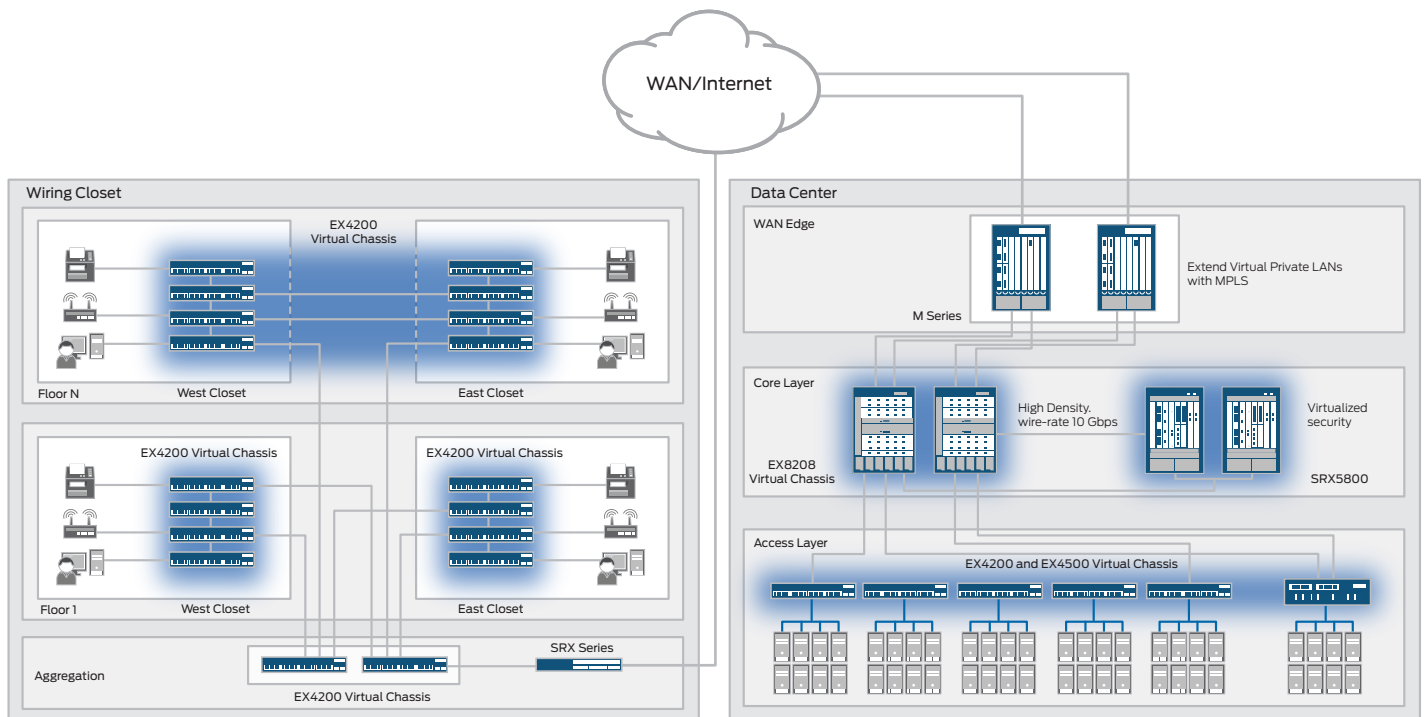 WAN/Internet
Wiring Closet
EX4200
Virtual Chassis
Floor N
West Closet
East Closet
EX4200 Virtual Chassis
EX4200 Virtual Chassis
Floor 1
West Closet
East Closet
Aggregation
SRX Series
EX4200 Virtual Chassis
Data Center
WAN Edge
Extend Virtual Private LANs
with MPLS
M Series
Core Layer
High Density.
wire-rate 10 Gbps
Virtualized
security
EX8208
Virtual Chassis
SRX5800
Access Layer
EX4200 and EX4500 Virtual Chassis